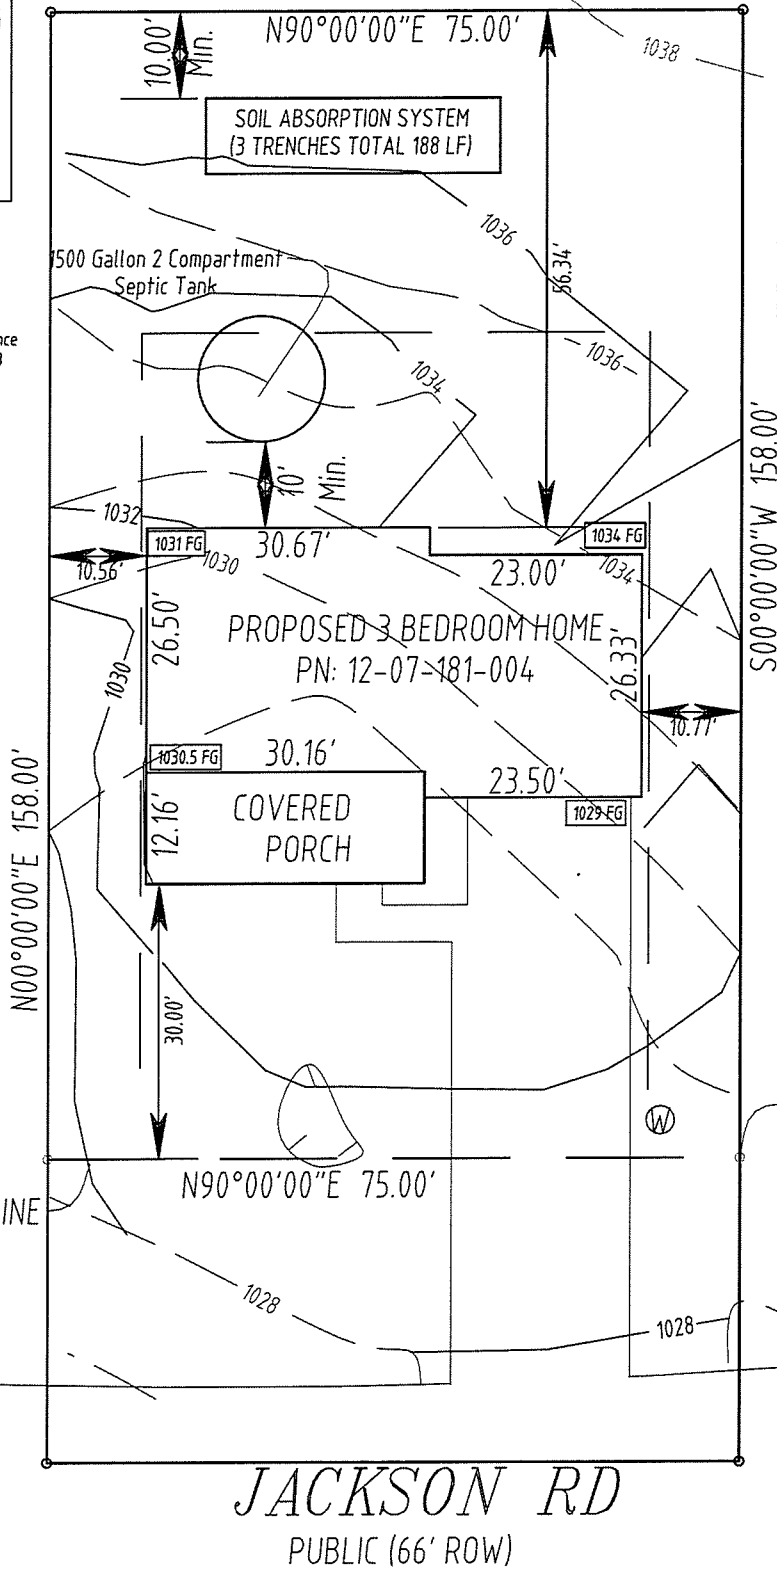 N90°00'00"E 75.00'
1038
10.00'
Min.
SOIL ABSORPTION SYSTEM
(3 TRENCHES TOTAL 188 LF)
1036
56.34'
1500 Gallon 2 Compartment
Septic Tank
1036
1034
10'
Min.
1032
1031 FG
30.67'
1034 FG
10.56'
1030
23.00'
1034
S00°00'00"W 158.00'
26.50'
PROPOSED 3 BEDROOM HOME
PN: 12-07-181-004
26.33'
1030
10.77'
1030.5 FG
30.16'
23.50'
1029 FG
N00°00'00"E 158.00'
12.16'
COVERED
PORCH
30.00'
W
N90°00'00"E 75.00'
INE
1028
1028
JACKSON RD
PUBLIC (66' ROW)